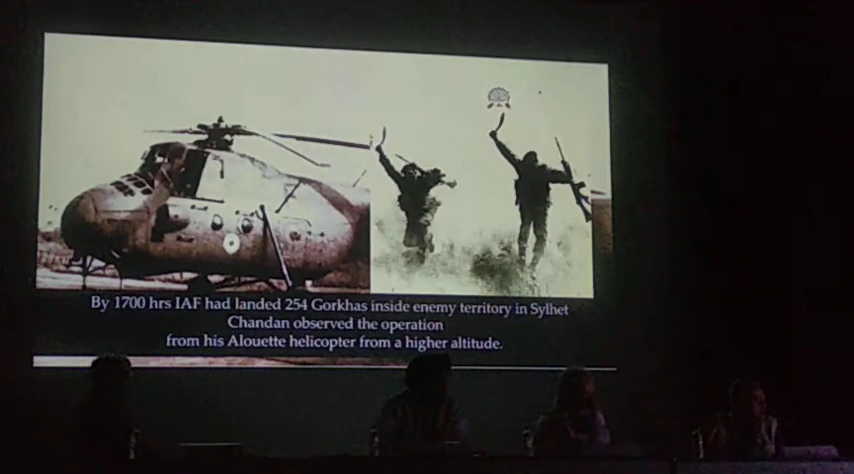 By 1700 hrs IAF had landed 254 Gorkhas inside enemy territory in Sylhet
Chandan observed the operation
from his Alouette helicopter from a higher altitude.